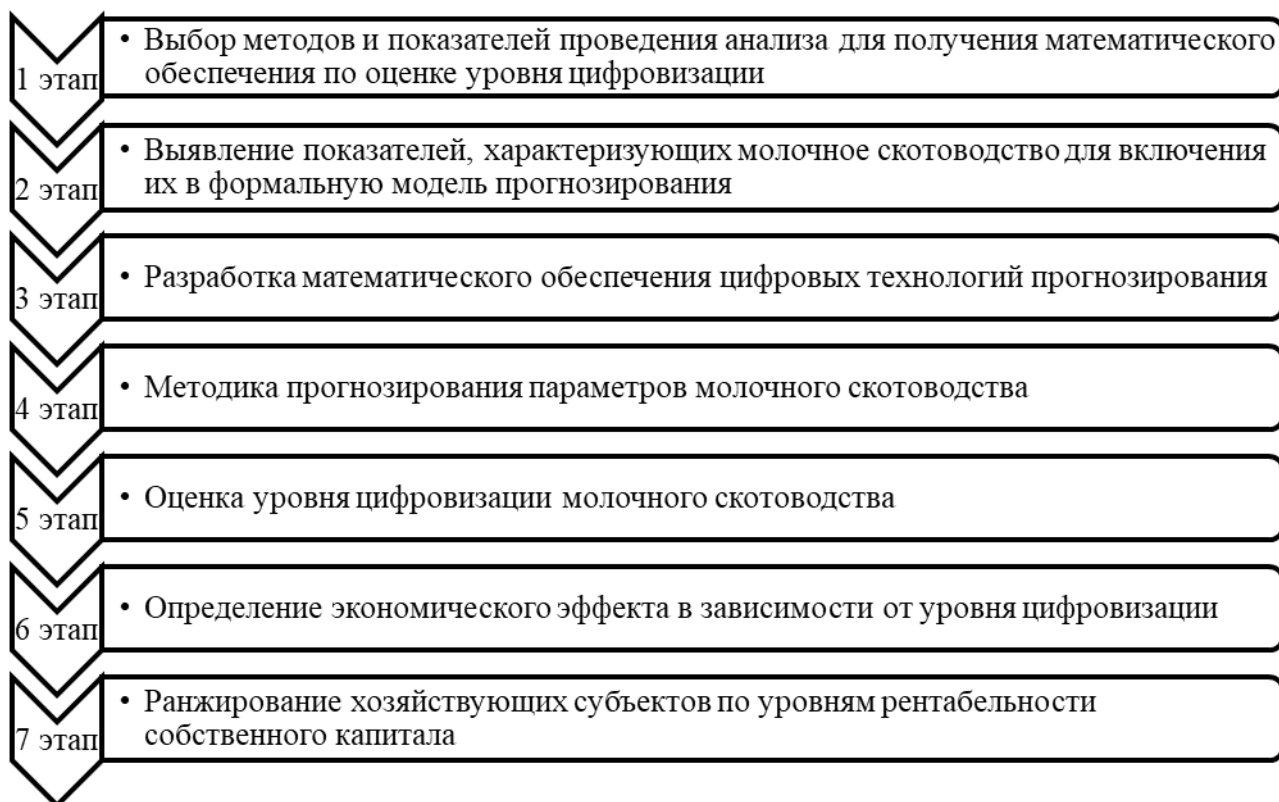 1 этап
• Выбор методов и показателей проведения анализа для получения математического
обеспечения по оценке уровня цифровизации
2 этап
• Выявление показателей, характеризующих молочное скотоводство для включения
их в формальную модель прогнозирования
3 этап
• Разработка математического обеспечения цифровых технологий прогнозирования
4 этап
• Методика прогнозирования параметров молочного скотоводства
5 этап
• Оценка уровня цифровизации молочного скотоводства
6 этап
• Определение экономического эффекта в зависимости от уровня цифровизации
7 этап
• Ранжирование хозяйствующих субъектов по уровням рентабельности
собственного капитала